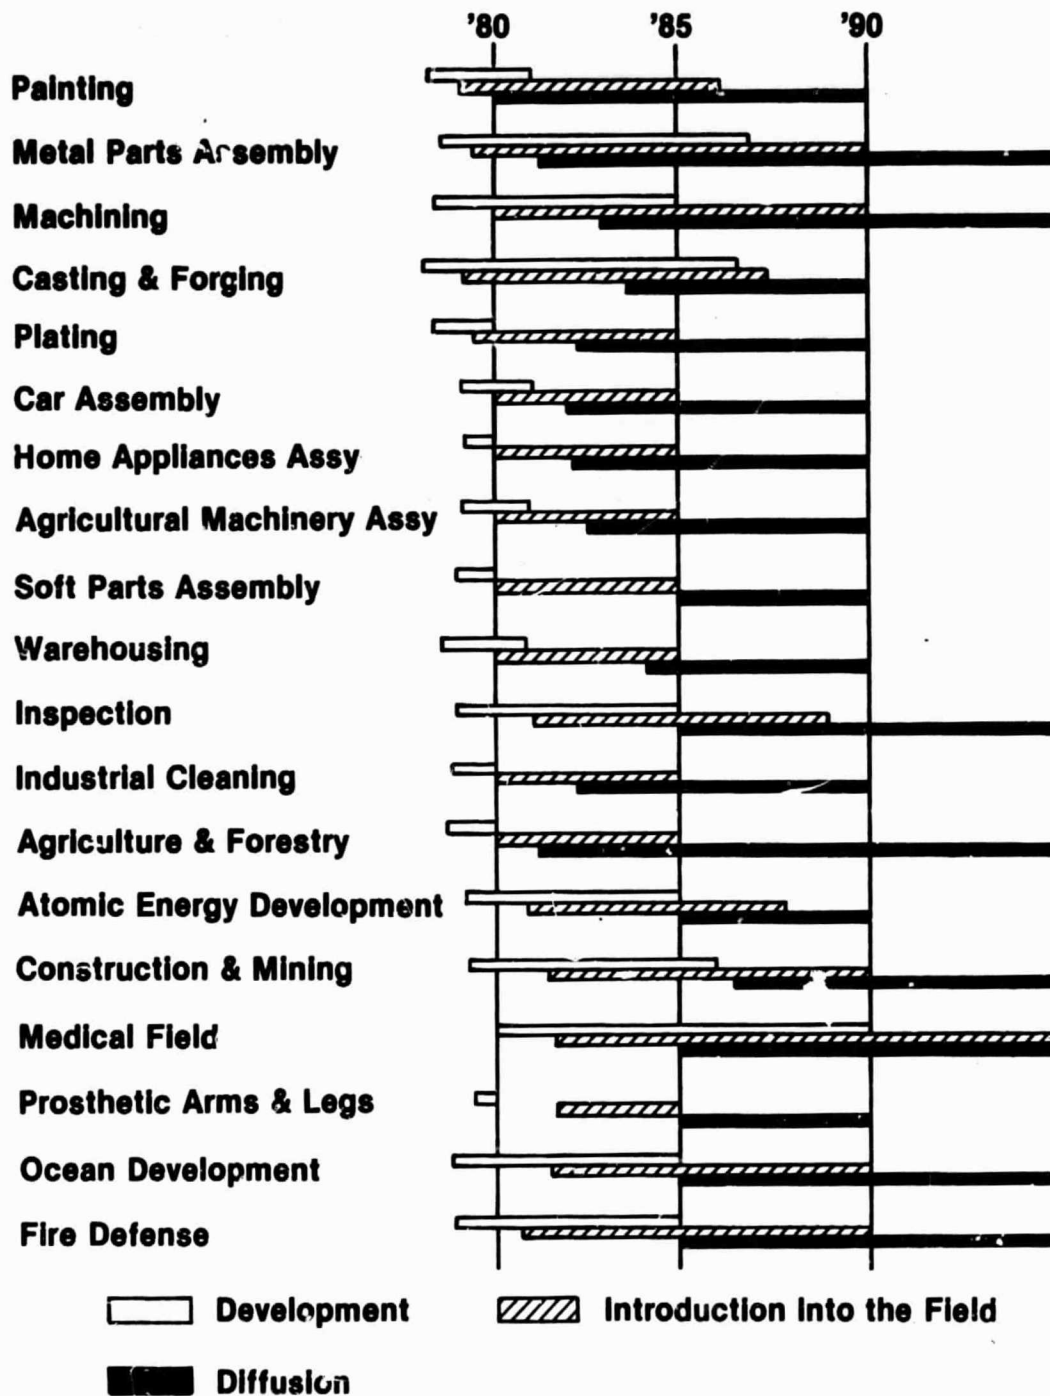 '80 '85 '90
Painting
Metal Parts Assembly
Machining
Casting & Forging
Plating
Car Assembly
Home Appliances Assy
Agricultural Machinery Assy
Soft Parts Assembly
Warehousing
Inspection
Industrial Cleaning
Agriculture & Forestry
Atomic Energy Development
Construction & Mining
Medical Field
Prosthetic Arms & Legs
Ocean Development
Fire Defense
Development Introduction Into the Field
Diffusion